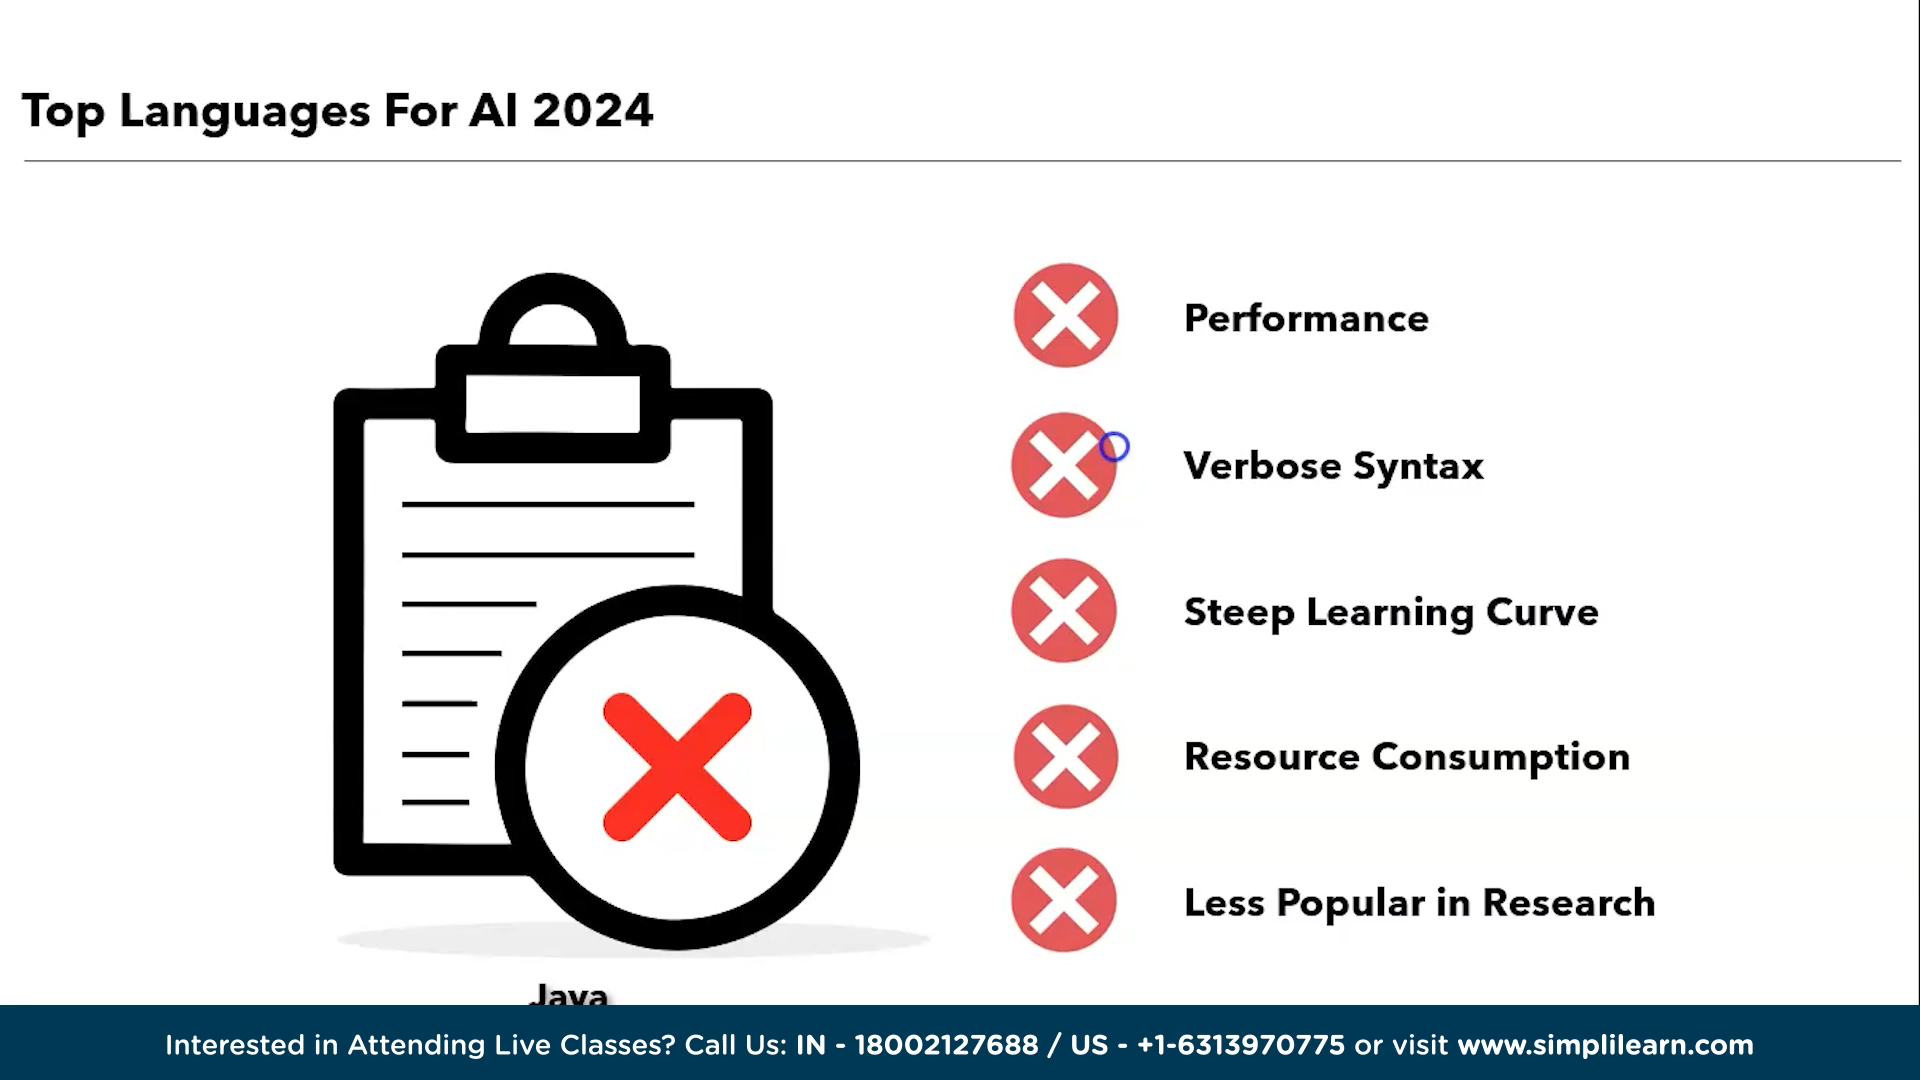 Top Languages For AI 2024
Performance
Verbose Syntax
Steep Learning Curve
Resource Consumption
Less Popular in Research
Java
Interested in Attending Live Classes? Call Us: IN - 18002127688 / US - +1-6313970775 or visit www.simplilearn.com